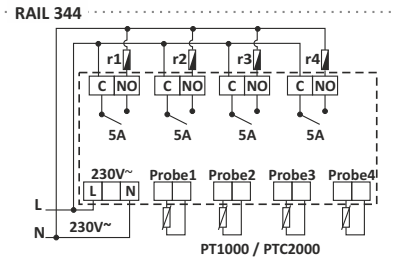 RAIL 344
r1 r2 r3 r4
C NO C NO C NO C NO
5A 5A 5A 5A
230V~ Probe1 Probe2 Probe3 Probe4
L N
L
N 230V~
PT1000 / PTC2000